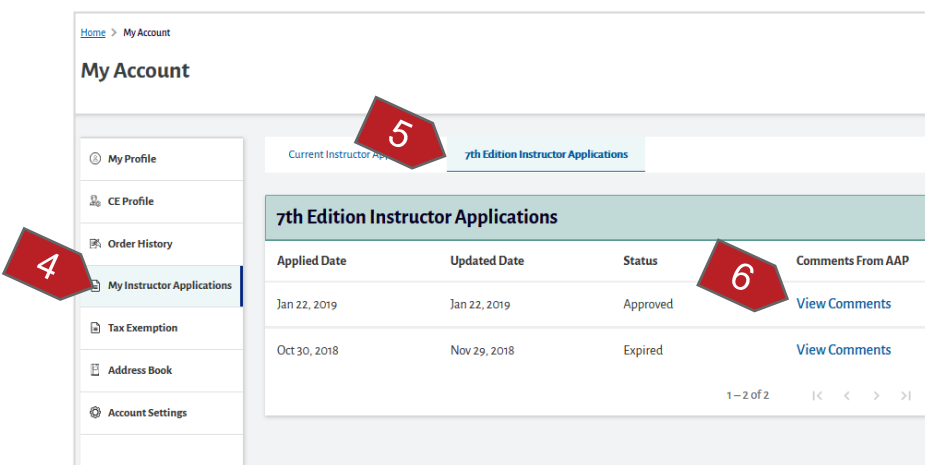 Home > My Account
My Account
5
Current Instructor
7th Edition Instructor Applications
My Profile
CE Profile
Order History
4
My Instructor Applications
Tax Exemption
Address Book
Account Settings
7th Edition Instructor Applications
Applied Date Updated Date Status Comments From AAP
6
Jan 22, 2019 Jan 22, 2019 Approved View Comments
Oct 30, 2018 Nov 29, 2018 Expired View Comments
1 – 2 of 2 |< < > >|